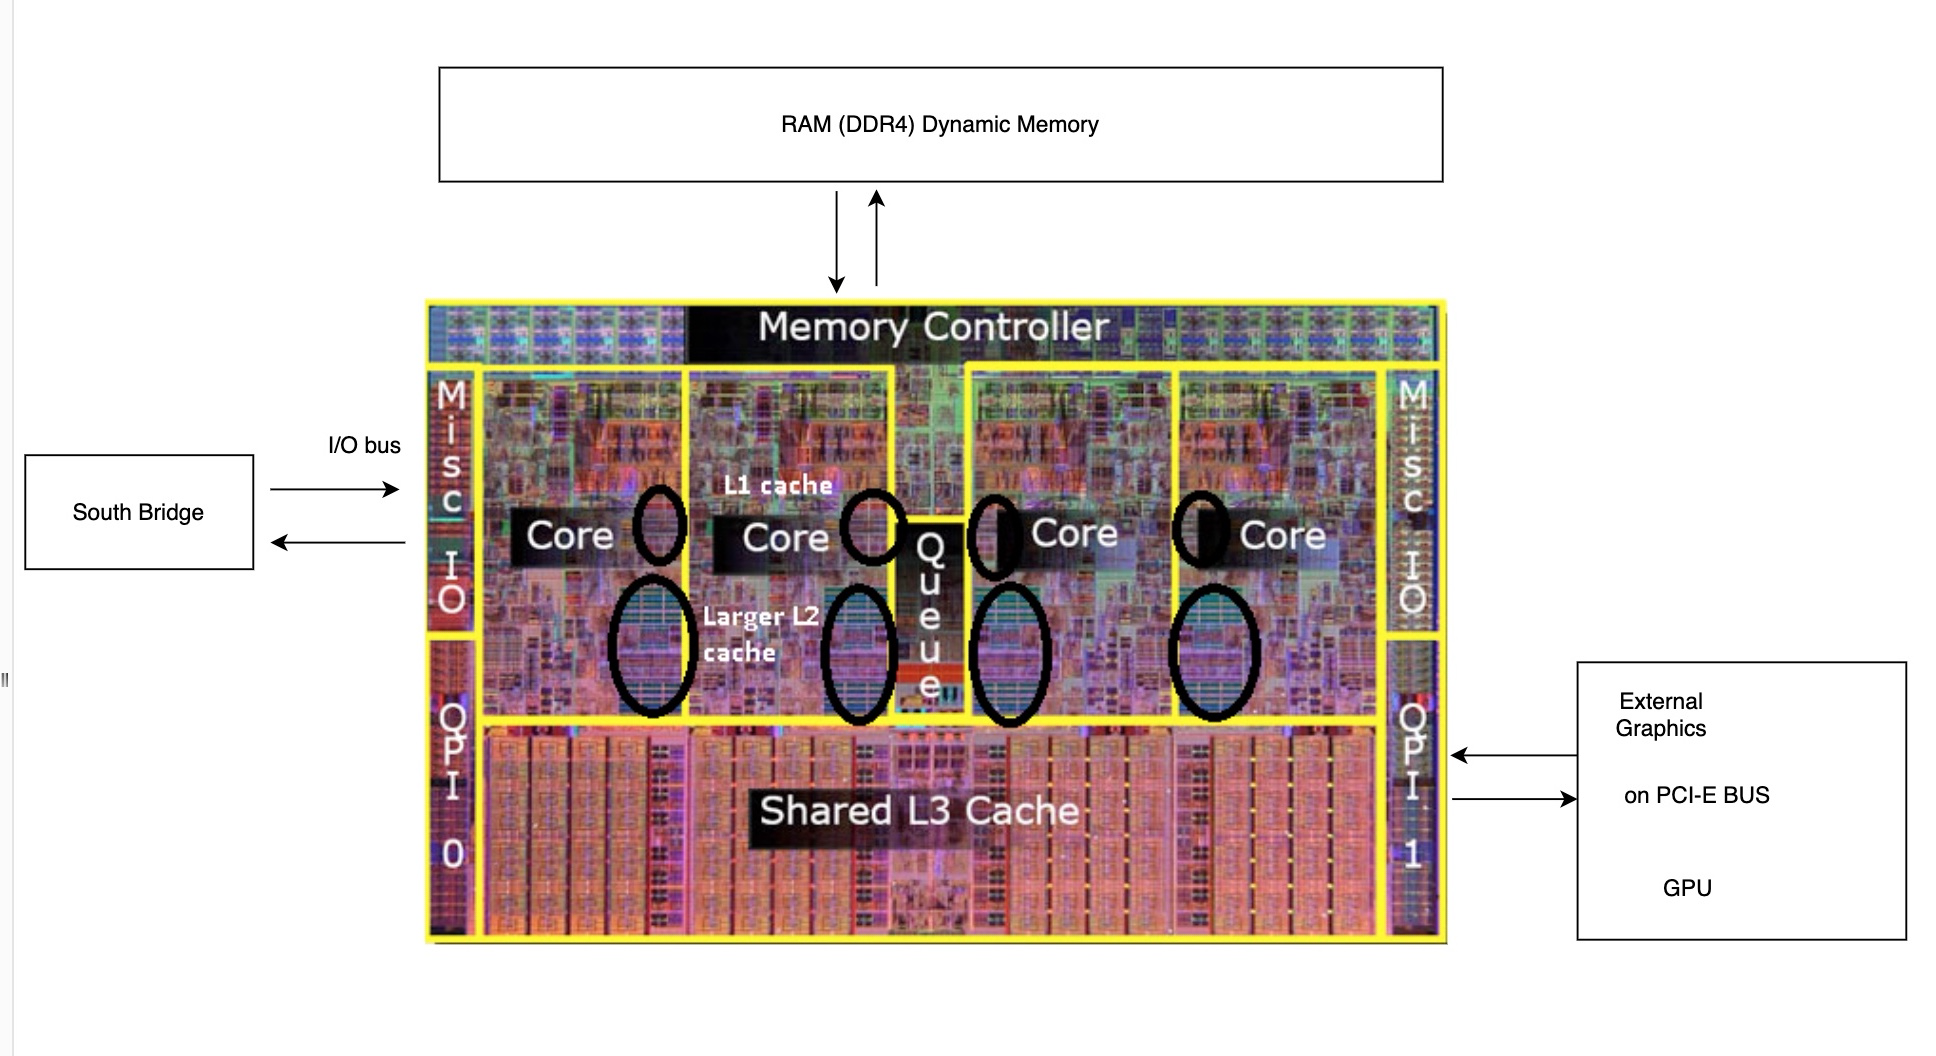 RAM (DDR4) Dynamic Memory
Memory Controller
Misc IO
Misc IO
I/O bus
South Bridge
L1 cache
Core
Core
Core
Core
Queue
Larger L2
cache
QPI 0
QPI 1
Shared L3 Cache
External
Graphics
on PCI-E BUS
GPU